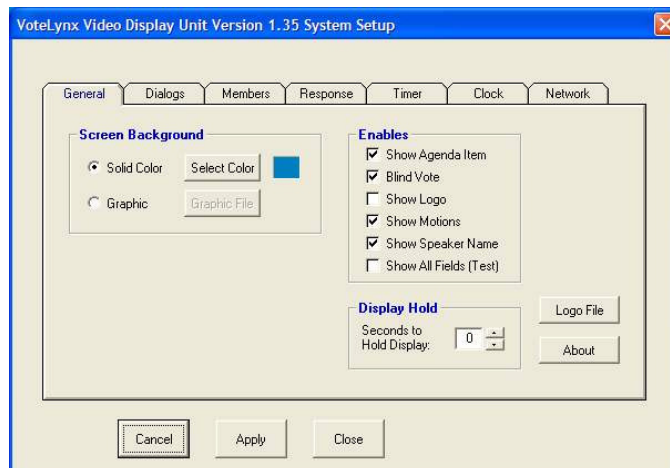 VoteLynx Video Display Unit Version 1.35 System Setup
General Dialogs Members Response Timer Clock Network
Screen Background
Solid Color Select Color
Graphic Graphic File
Enables
Show Agenda Item
Blind Vote
Show Logo
Show Motions
Show Speaker Name
Show All Fields (Test)
Display Hold
Seconds to
Hold Display: 0
Logo File
About
Cancel Apply Close